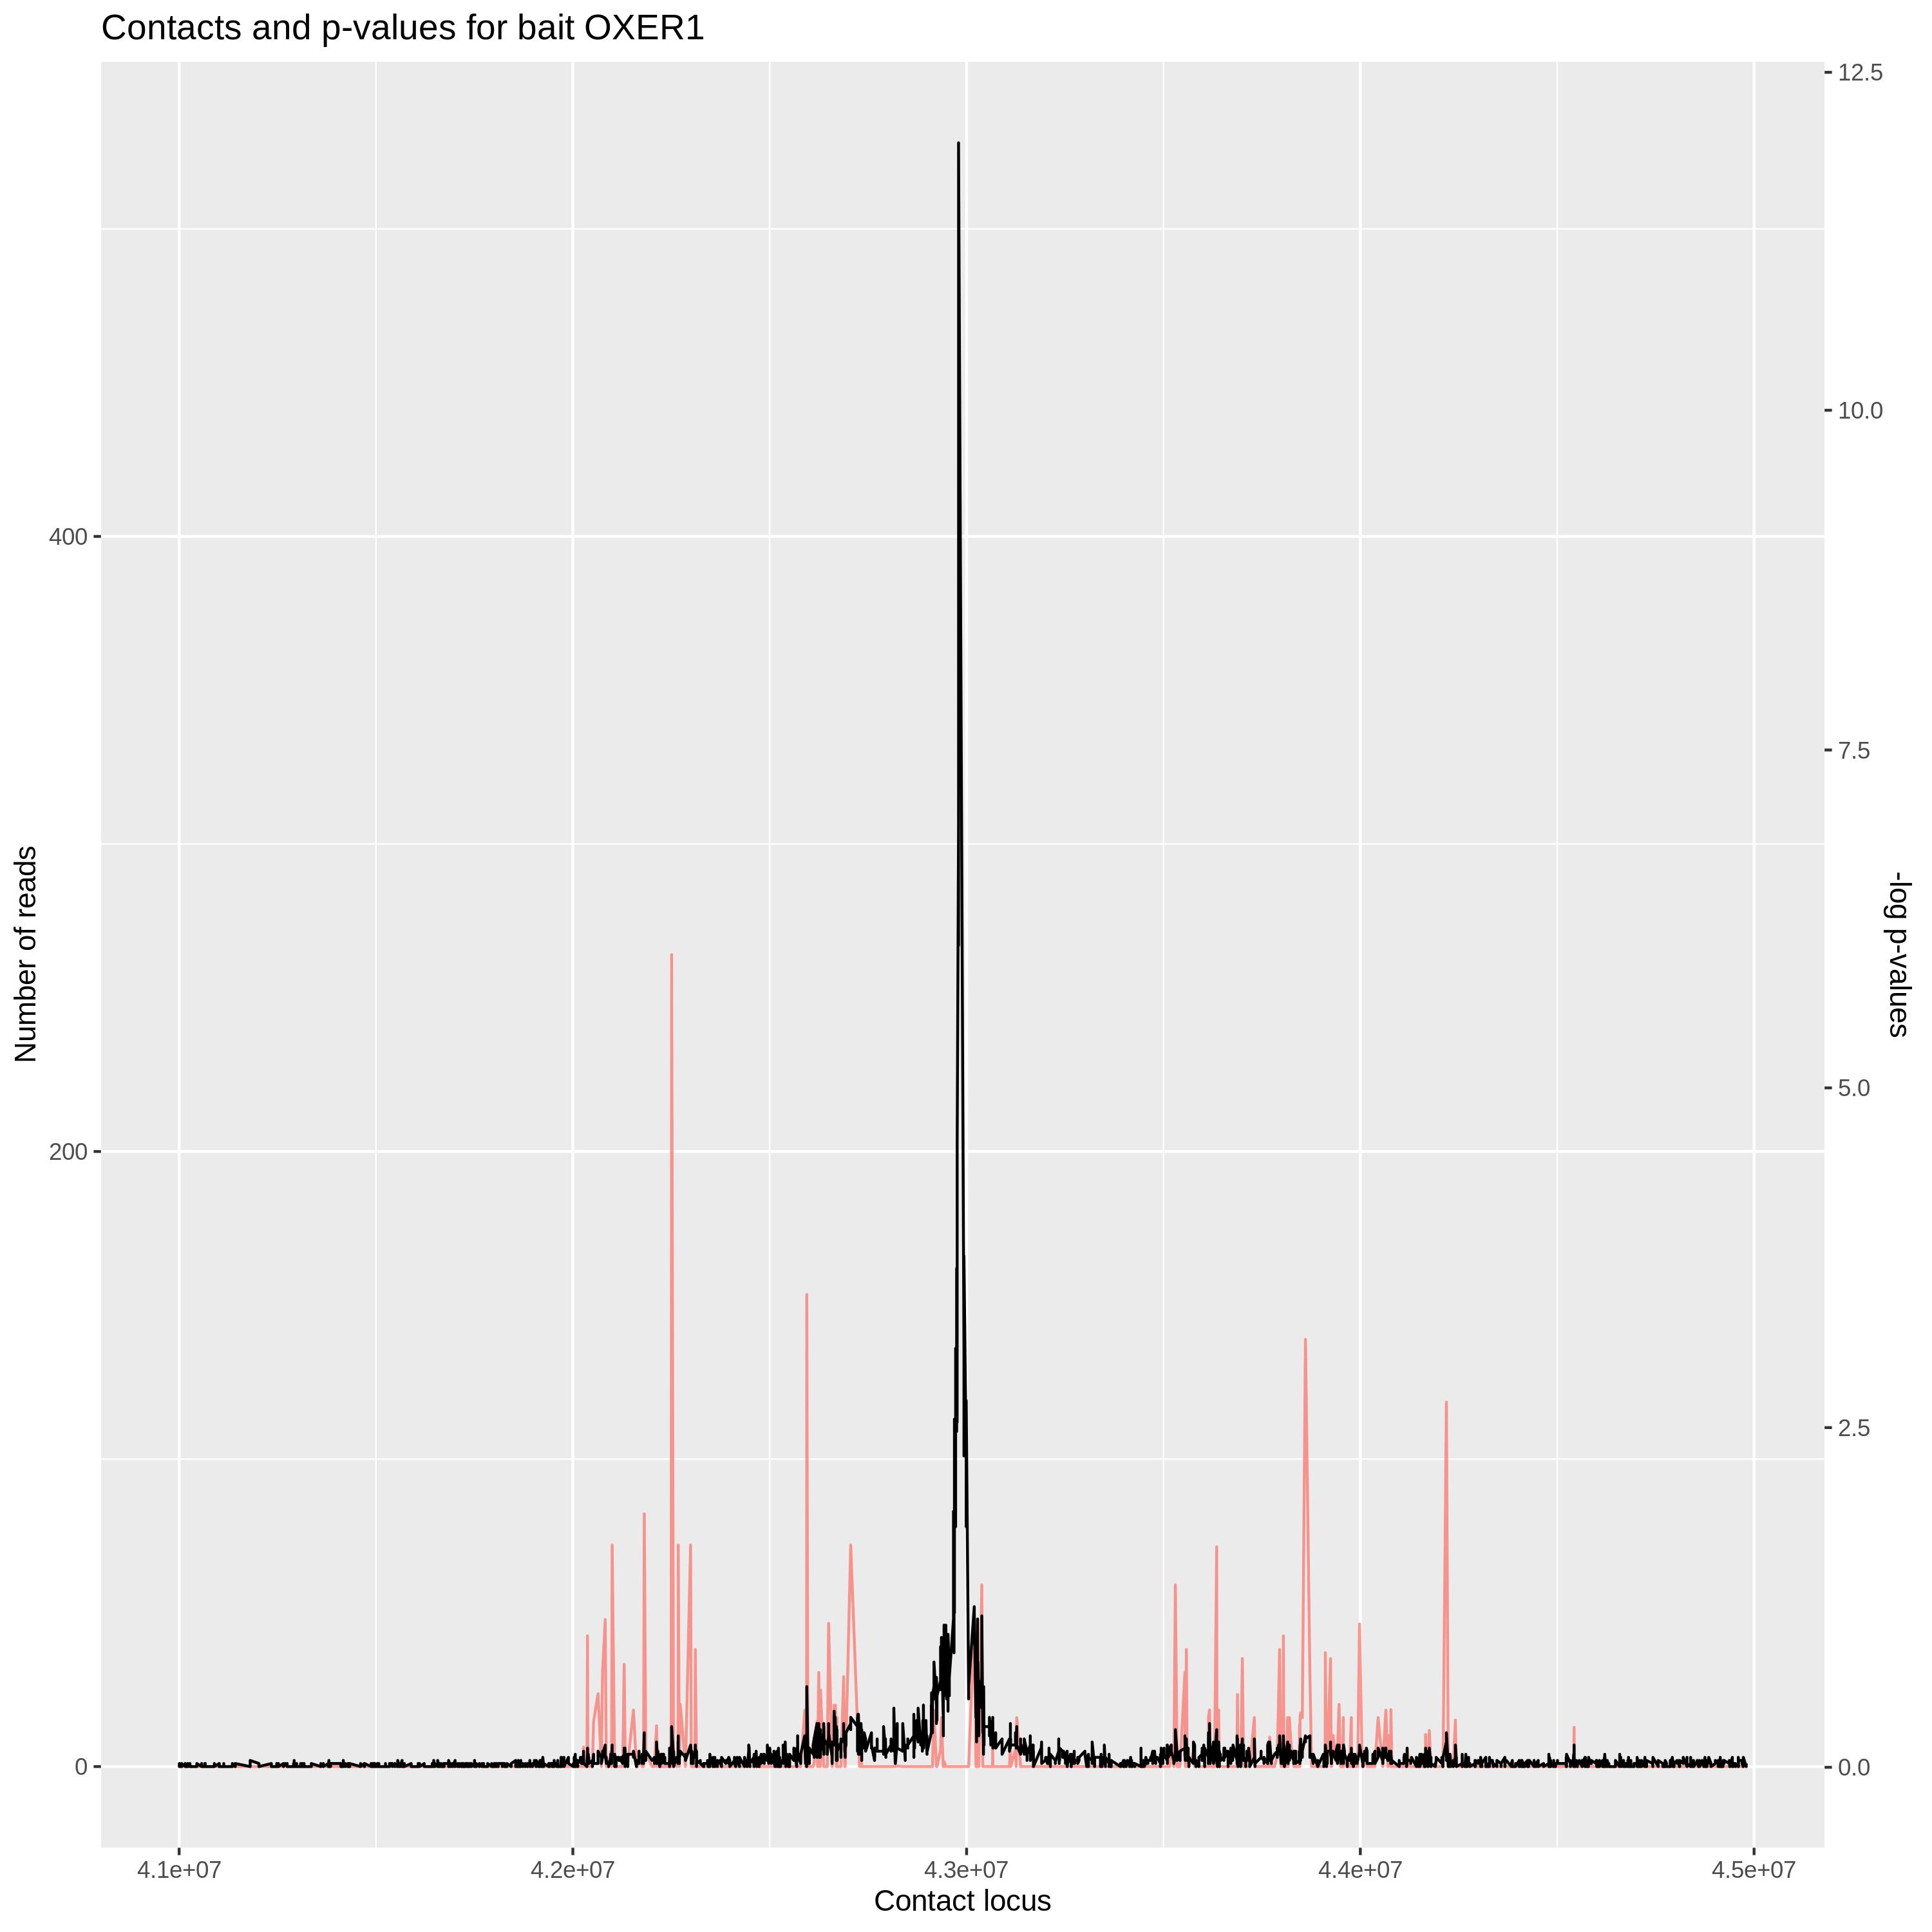 Contacts and p-values for bait OXER1
12.5
10.0
400
7.5
Number of reads
-log p-values
5.0
200
2.5
0
0.0
4.1e+07
4.2e+07
4.3e+07
4.4e+07
4.5e+07
Contact locus